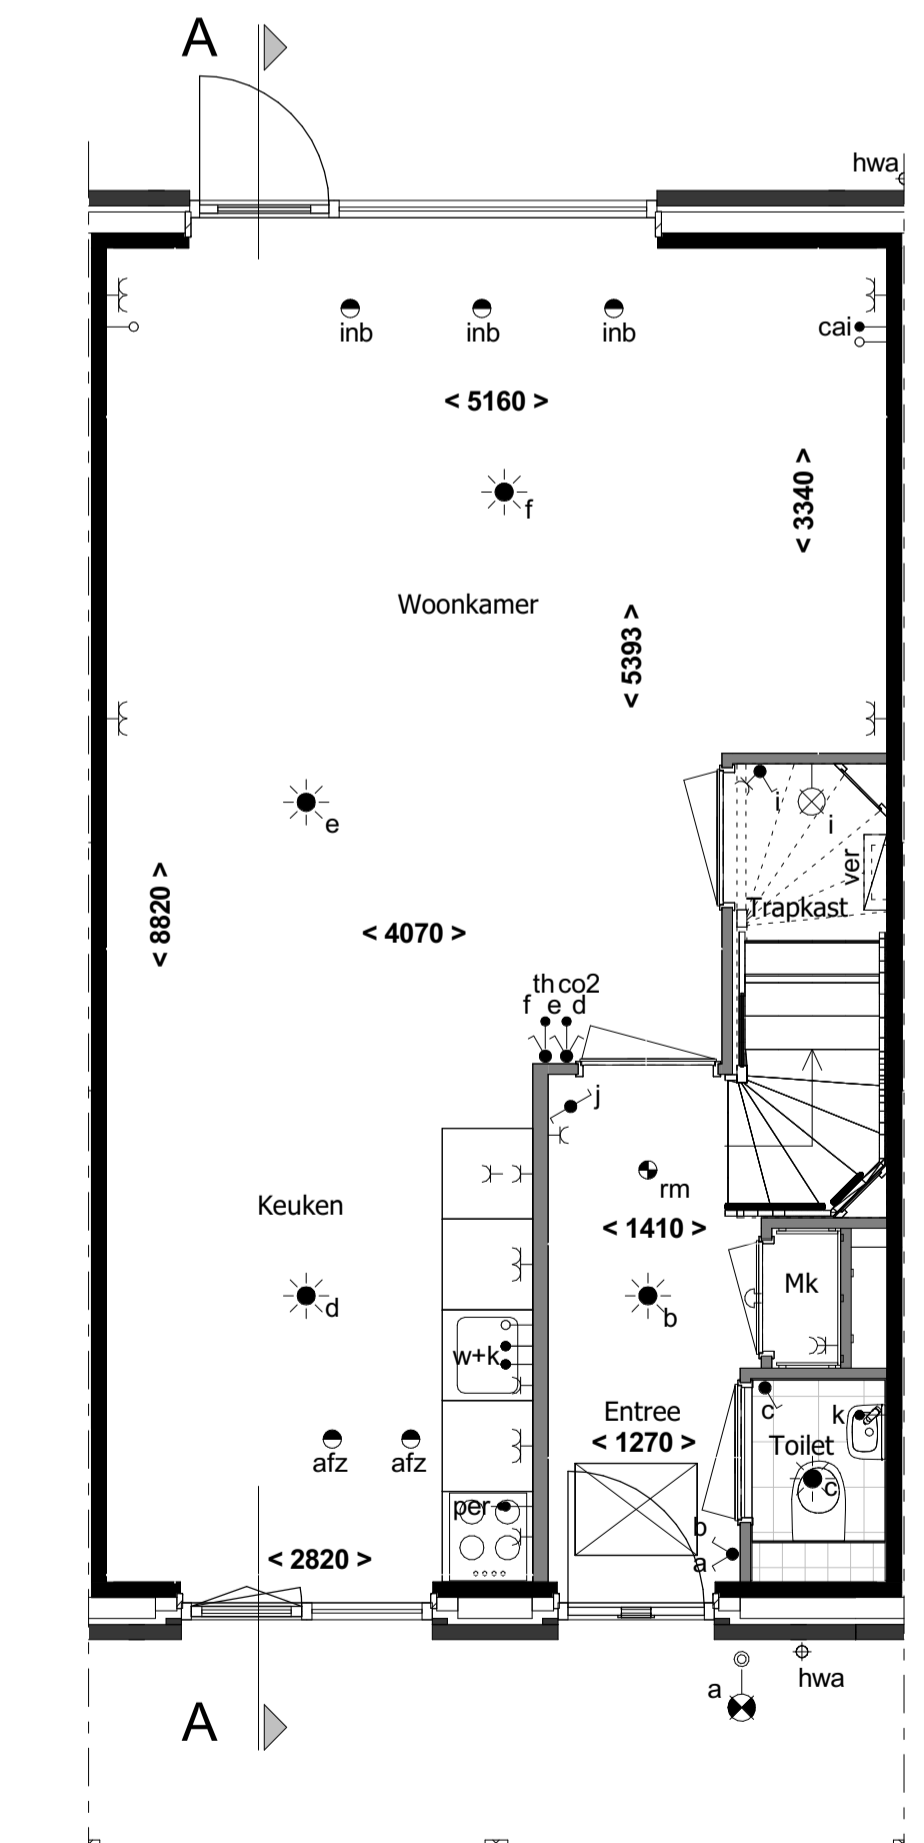 A
hwa
inb
inb
inb
cai
< 5160 >
< 3340 >
f
Woonkamer
< 5393 >
i
i
e
ver
Trapkast
< 8820 >
< 4070 >
th co2
f e d
j
rm
Keuken
< 1410 >
Mk
d
b
w+k
Entree
c
k
< 1270 >
Toilet
afz
afz
c
per
b
a
< 2820 >
hwa
a
A